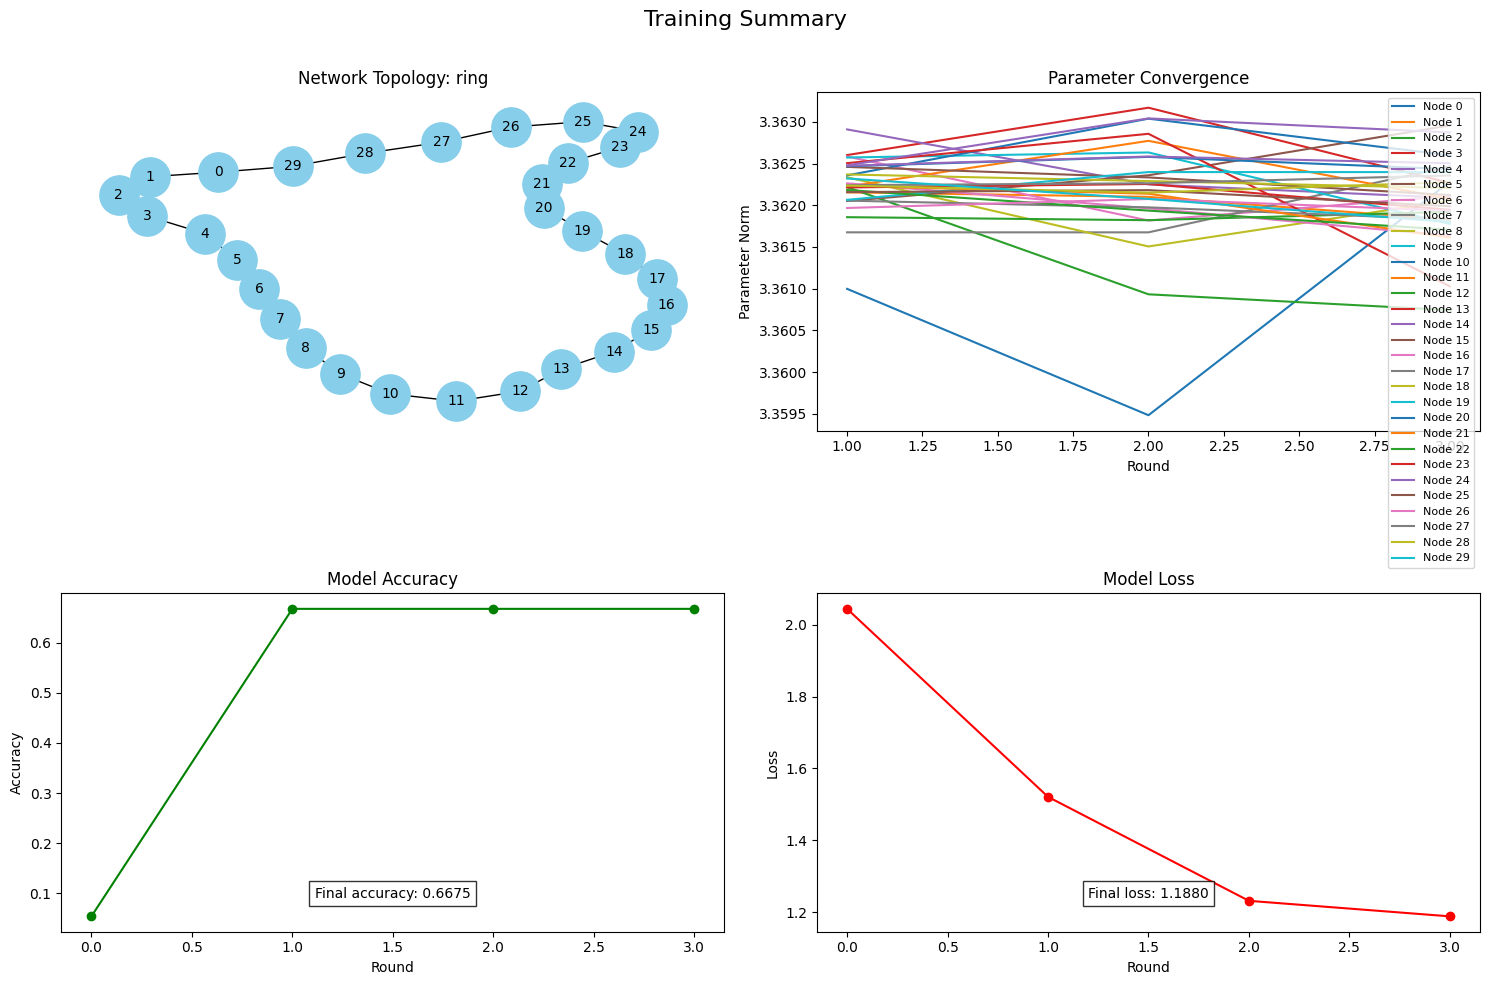 Training Summary
Network Topology: ring
0
1
2
3
4
5
6
7
8
9
10
11
12
13
14
15
16
17
18
19
20
21
22
23
24
25
26
27
28
29
Parameter Convergence
Parameter Norm
3.3630
3.3625
3.3620
3.3615
3.3610
3.3605
3.3600
3.3595
1.00 1.25 1.50 1.75 2.00 2.25 2.50 2.75 3.00
Round
Node 0
Node 1
Node 2
Node 3
Node 4
Node 5
Node 6
Node 7
Node 8
Node 9
Node 10
Node 11
Node 12
Node 13
Node 14
Node 15
Node 16
Node 17
Node 18
Node 19
Node 20
Node 21
Node 22
Node 23
Node 24
Node 25
Node 26
Node 27
Node 28
Node 29
Model Accuracy
Accuracy
0.6
0.5
0.4
0.3
0.2
0.1
Final accuracy: 0.6675
0.0 0.5 1.0 1.5 2.0 2.5 3.0
Round
Model Loss
Loss
2.0
1.8
1.6
1.4
1.2
Final loss: 1.1880
0.0 0.5 1.0 1.5 2.0 2.5 3.0
Round